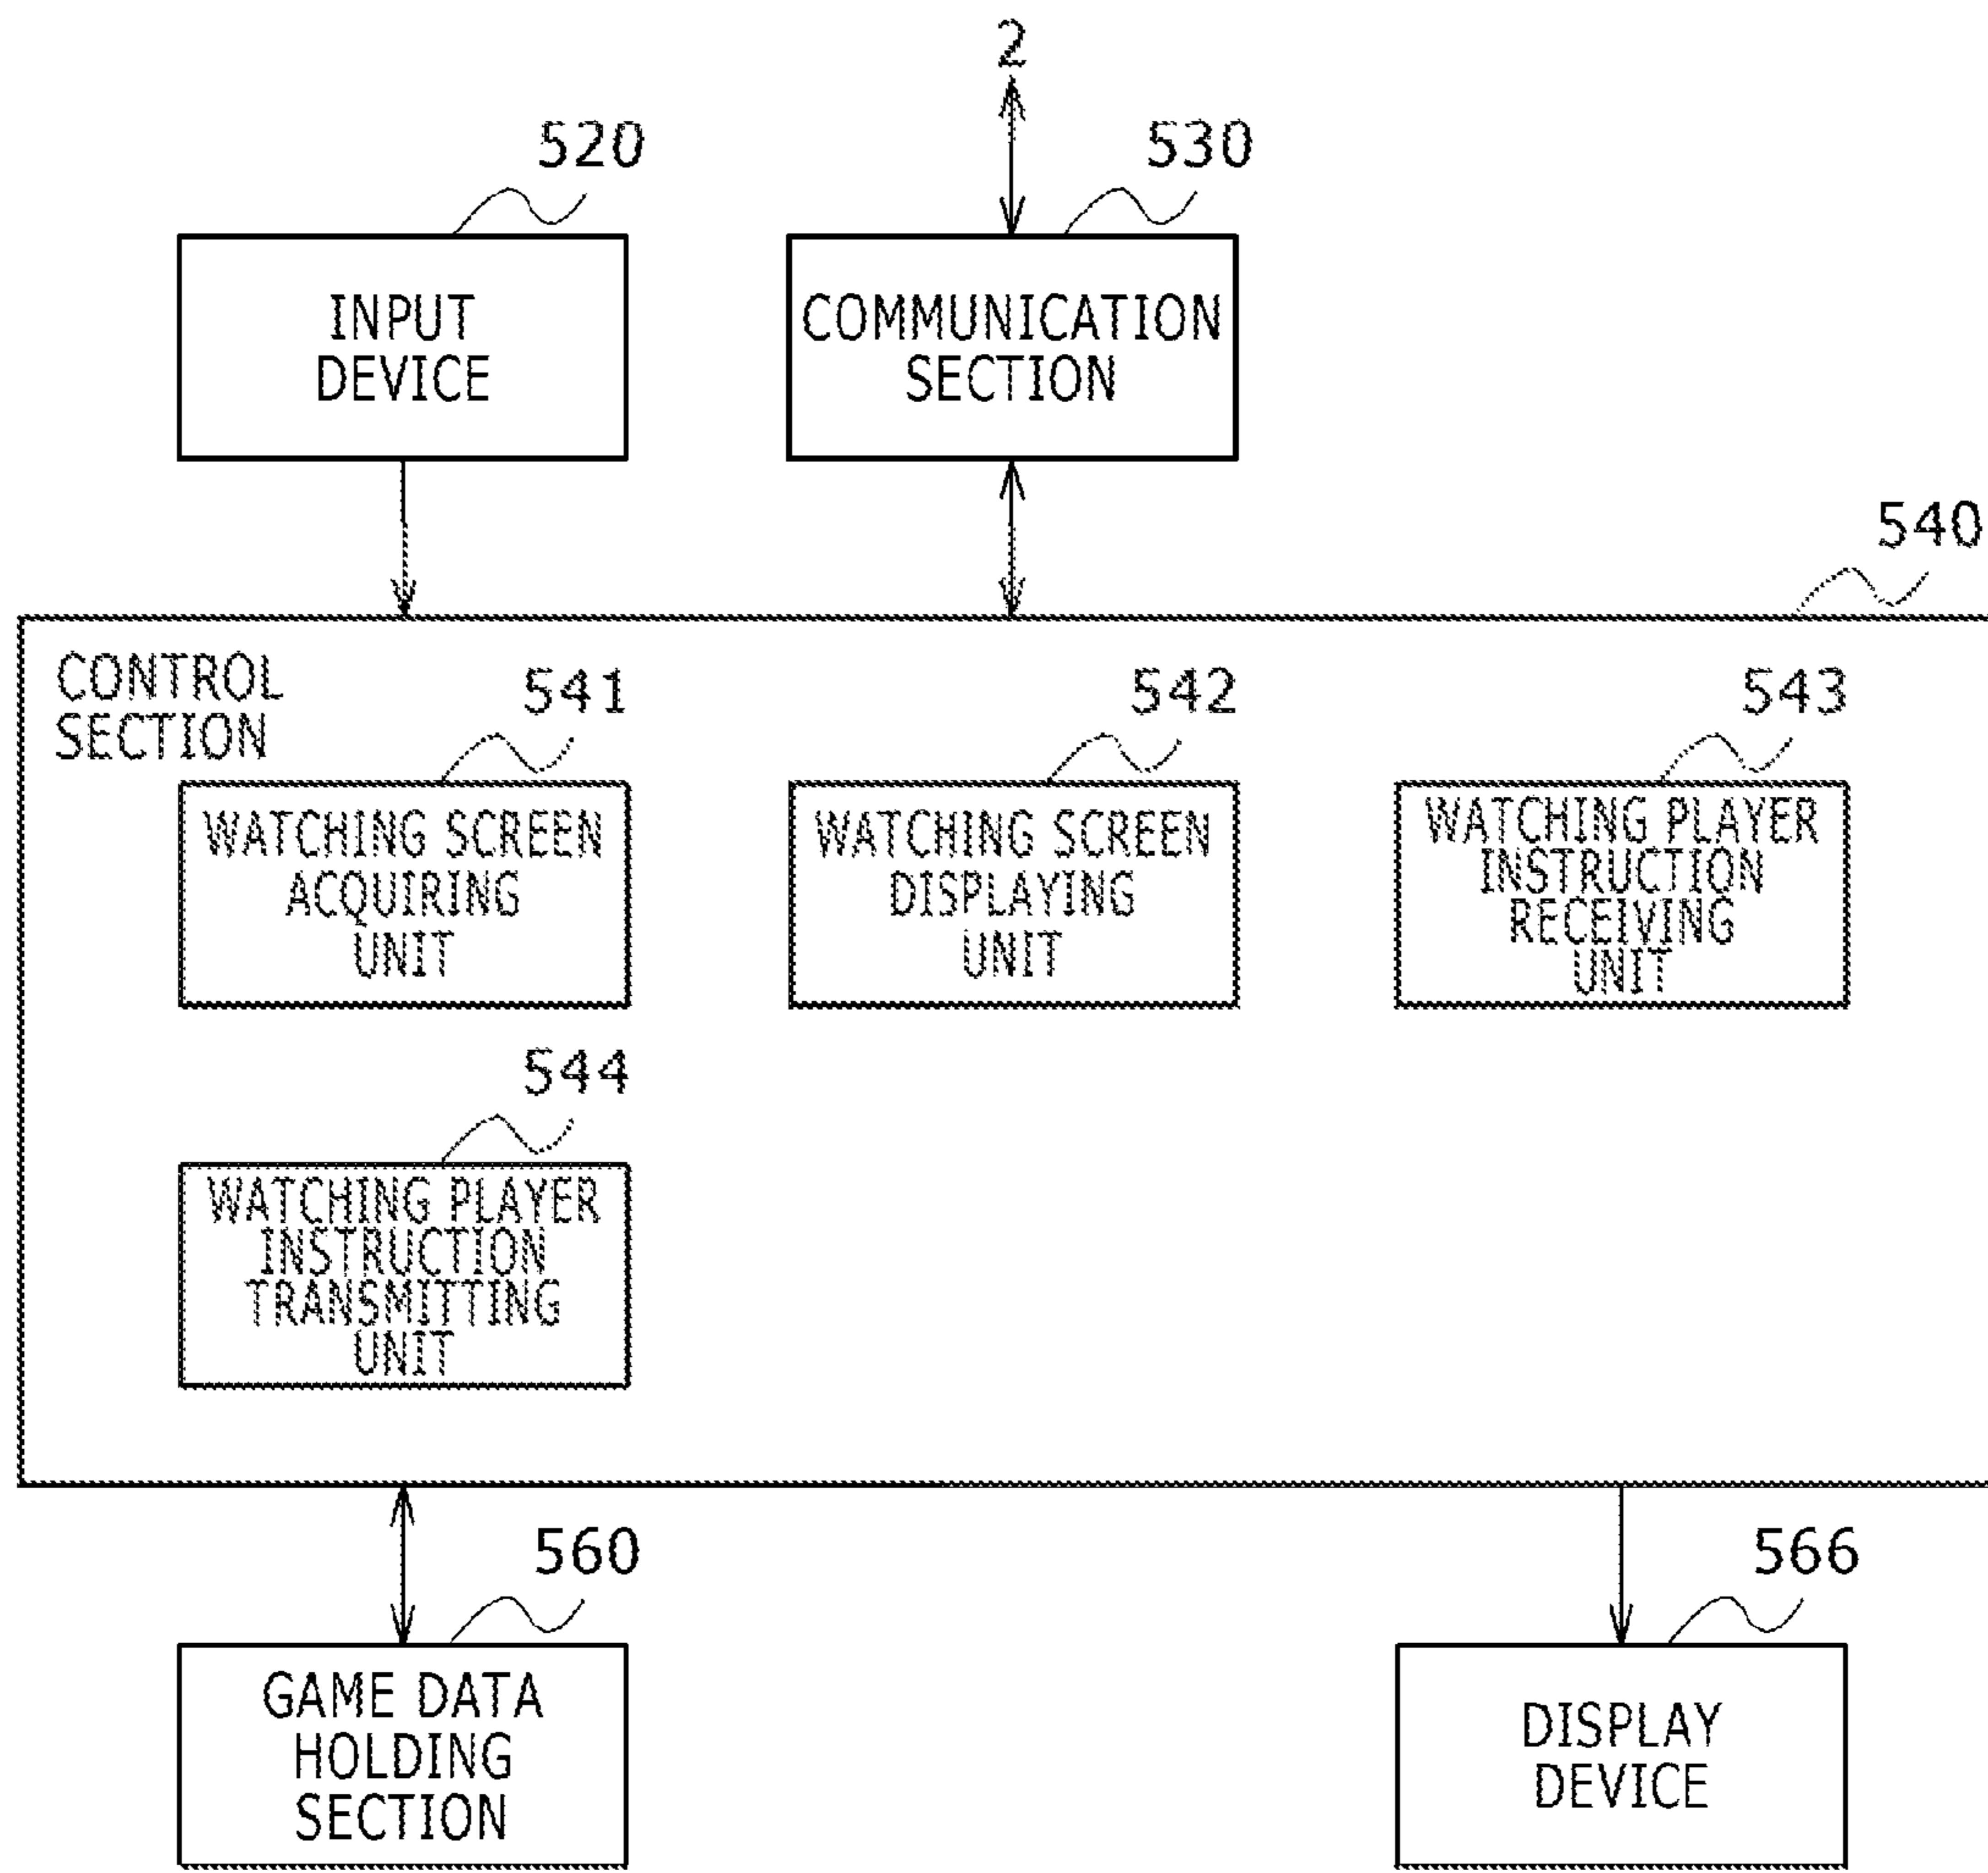 2
520
530
INPUT
DEVICE
COMMUNICATION
SECTION
540
CONTROL
SECTION
541
542
543
WATCHING SCREEN
ACQUIRING
UNIT
WATCHING SCREEN
DISPLAYING
UNIT
WATCHING PLAYER
INSTRUCTION
RECEIVING
UNIT
544
WATCHING PLAYER
INSTRUCTION
TRANSMITTING
UNIT
560
566
GAME DATA
HOLDING
SECTION
DISPLAY
DEVICE